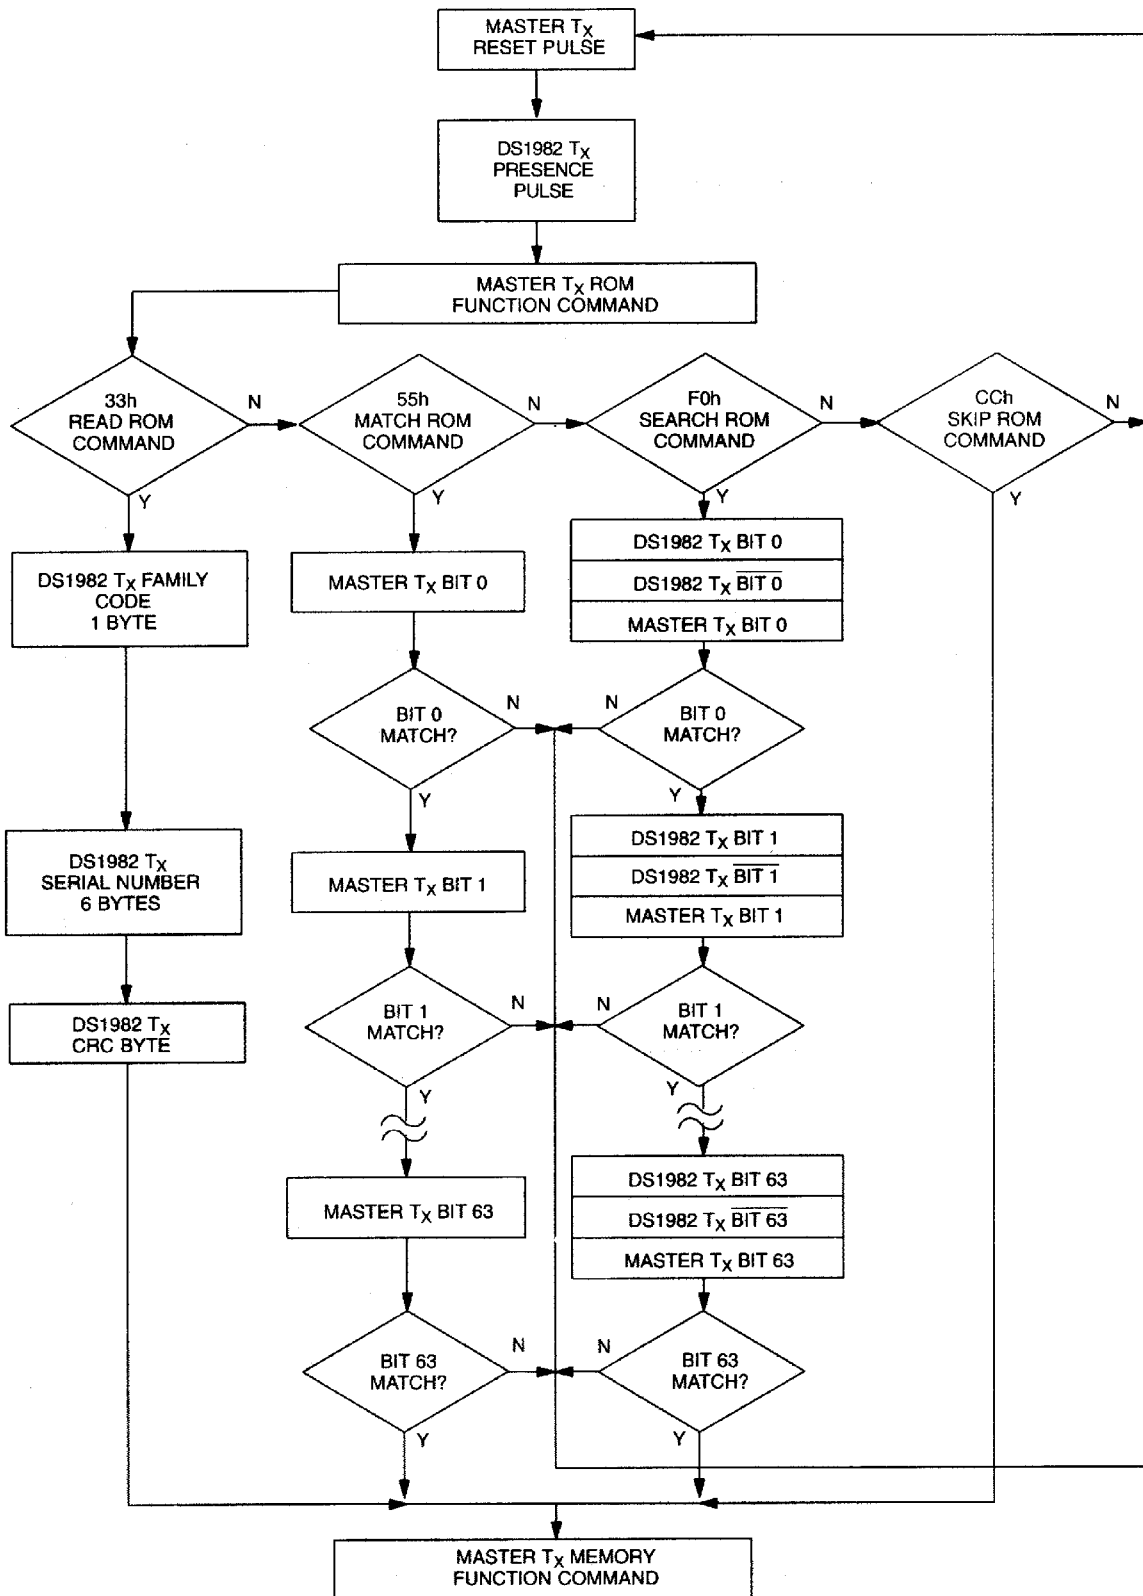 MASTER TX
RESET PULSE
DS1982 TX
PRESENCE
PULSE
MASTER TX ROM
FUNCTION COMMAND
33h
READ ROM
COMMAND
N
Y
55h
MATCH ROM
COMMAND
N
Y
F0h
SEARCH ROM
COMMAND
N
Y
CCh
SKIP ROM
COMMAND
N
Y
DS1982 TX FAMILY
CODE
1 BYTE
DS1982 TX
SERIAL NUMBER
6 BYTES
DS1982 TX
CRC BYTE
MASTER TX BIT 0
BIT 0
MATCH?
N
Y
MASTER TX BIT 1
BIT 1
MATCH?
N
Y
MASTER TX BIT 63
BIT 63
MATCH?
N
Y
DS1982 TX BIT 0
DS1982 TX B̅I̅T̅ ̅0̅
MASTER TX BIT 0
BIT 0
MATCH?
N
Y
DS1982 TX BIT 1
DS1982 TX B̅I̅T̅ ̅1̅
MASTER TX BIT 1
BIT 1
MATCH?
N
Y
DS1982 TX BIT 63
DS1982 TX B̅I̅T̅ ̅6̅3̅
MASTER TX BIT 63
BIT 63
MATCH?
N
Y
MASTER TX MEMORY
FUNCTION COMMAND